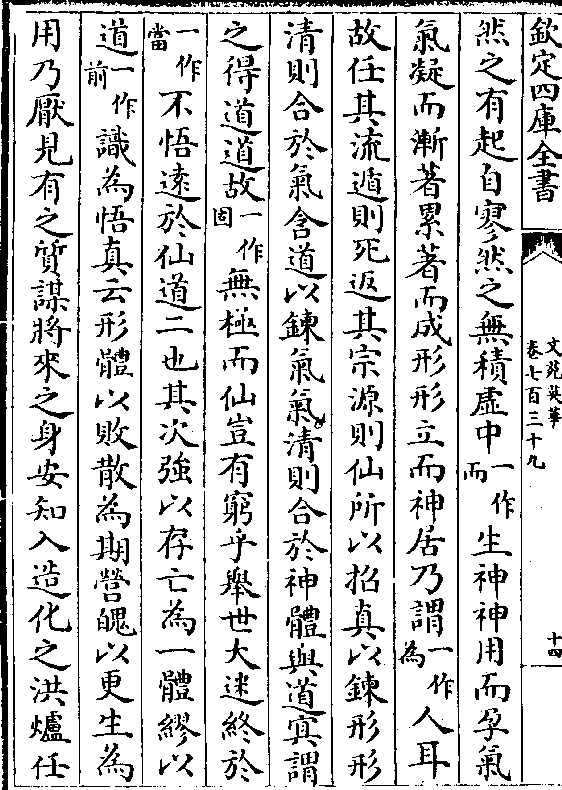 欽定四庫全書
文苑英華
卷七百三十九
十四
然之有起自寥然之無積虛中一作而生神神用而孕氣
氣凝而漸著累著而成形形立而神居乃謂一作為人耳
故任其流遁則死返其宗源則仙所以招真以鍊形形
清則合於氣含道以鍊氣氣清則合於神體與道㝠謂
之得道道故一作固無極而仙豈有窮乎舉世大迷終於
一作當不悟遠於仙道二也其次強以存亡為一體繆以
道一作前識為悟真云形體以敗散為期營魄以更生為
用乃厭見有之質謀將來之身安知入造化之洪爐任